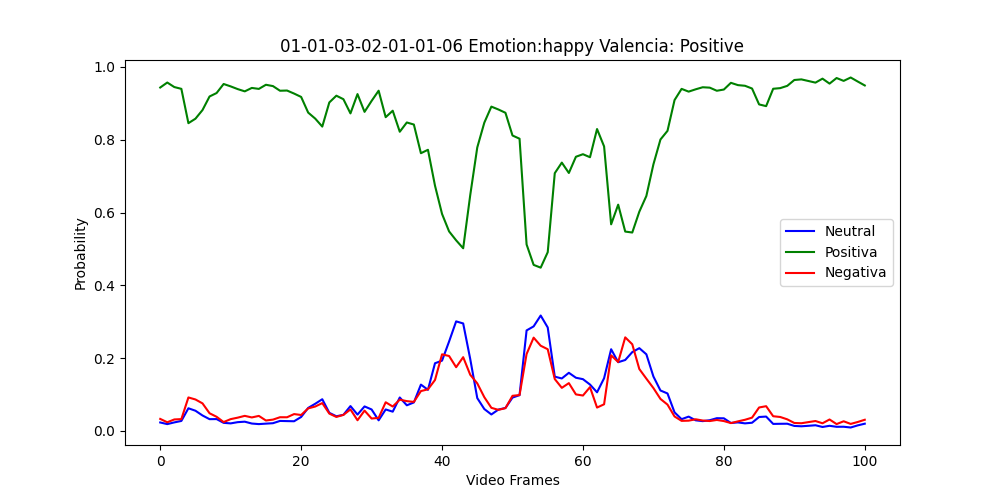 01-01-03-02-01-01-06 Emotion:happy Valencia: Positive
1.0
0.8
0.6
0.4
0.2
0.0
Probability
Neutral
Positiva
Negativa
0 20 40 60 80 100
Video Frames